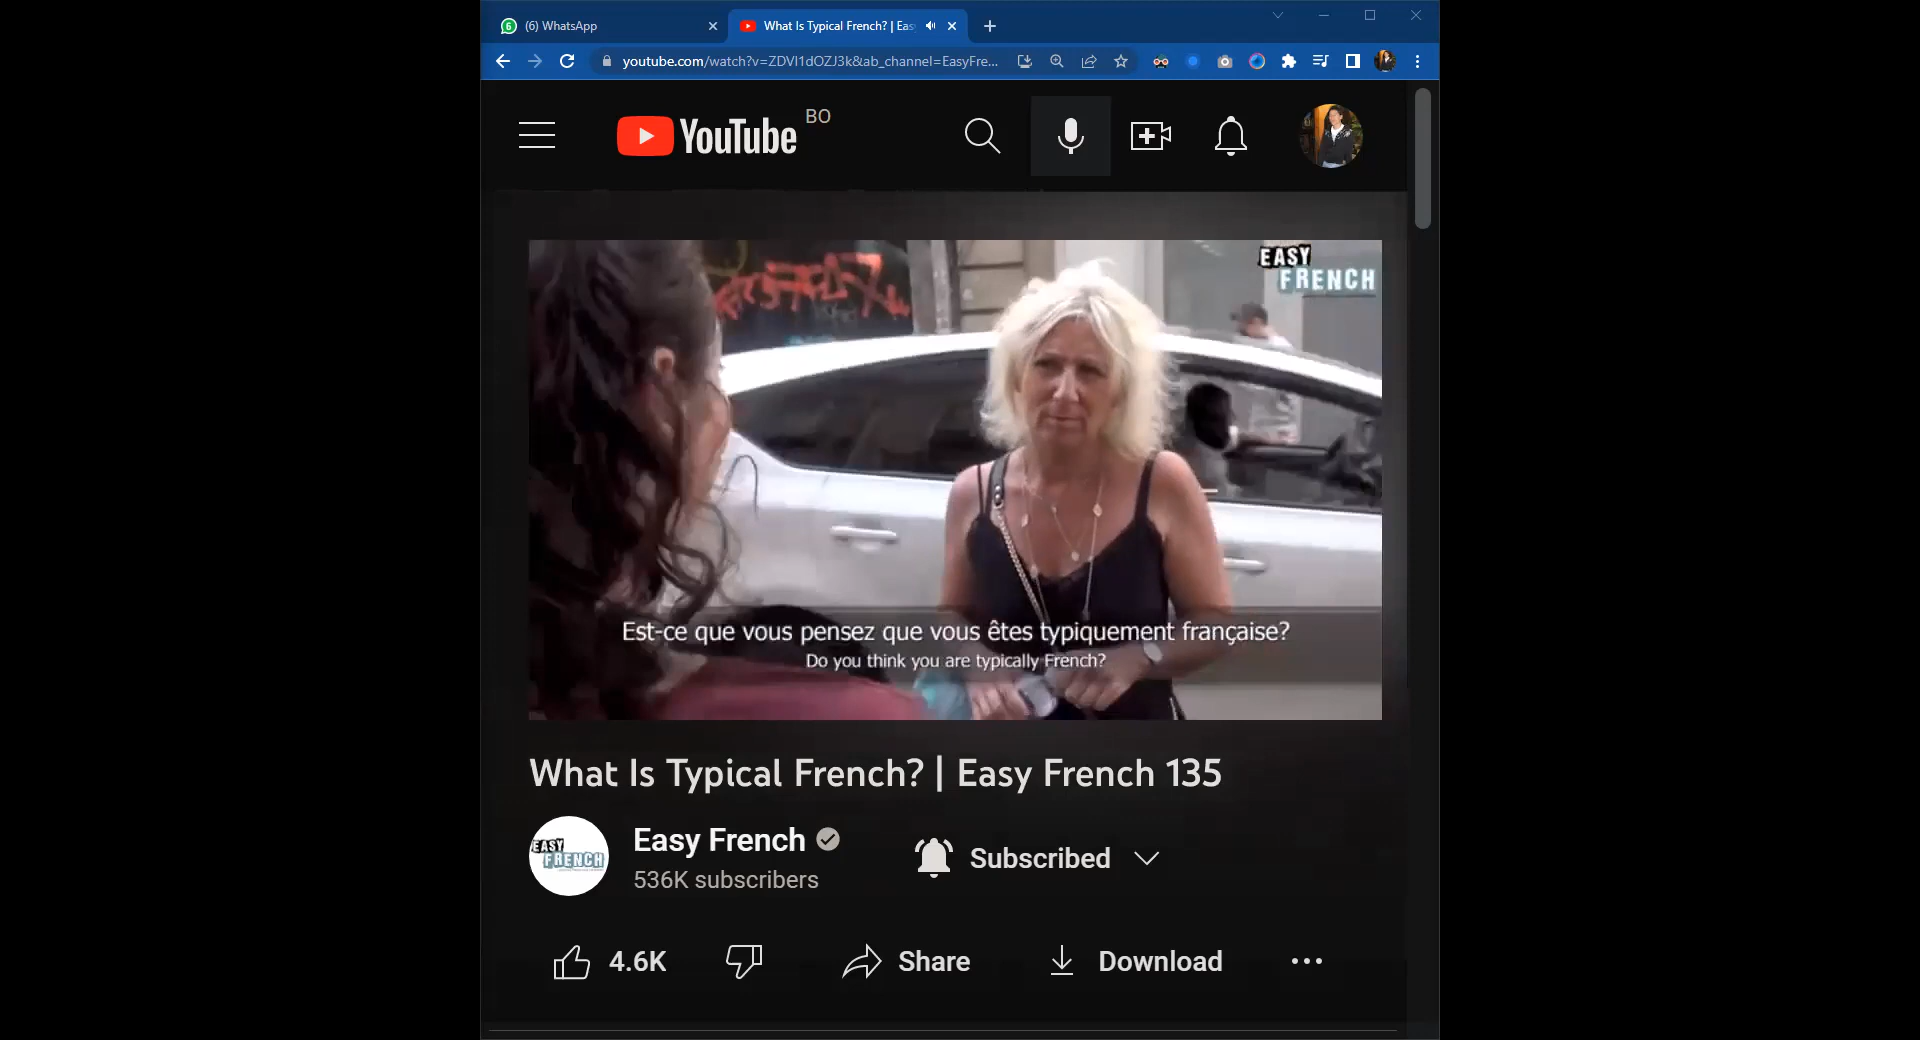 (6) WhatsApp
What Is Typical French? | Eas
youtube.com/watch?v=ZDVI1dOZJ3k&ab_channel=EasyFre...
YouTube BO
EASY
FRENCH
Est-ce que vous pensez que vous êtes typiquement française?
Do you think you are typically French?
What Is Typical French? | Easy French 135
EASY
FRENCH
Easy French
536K subscribers
Subscribed
4.6K
Share
Download